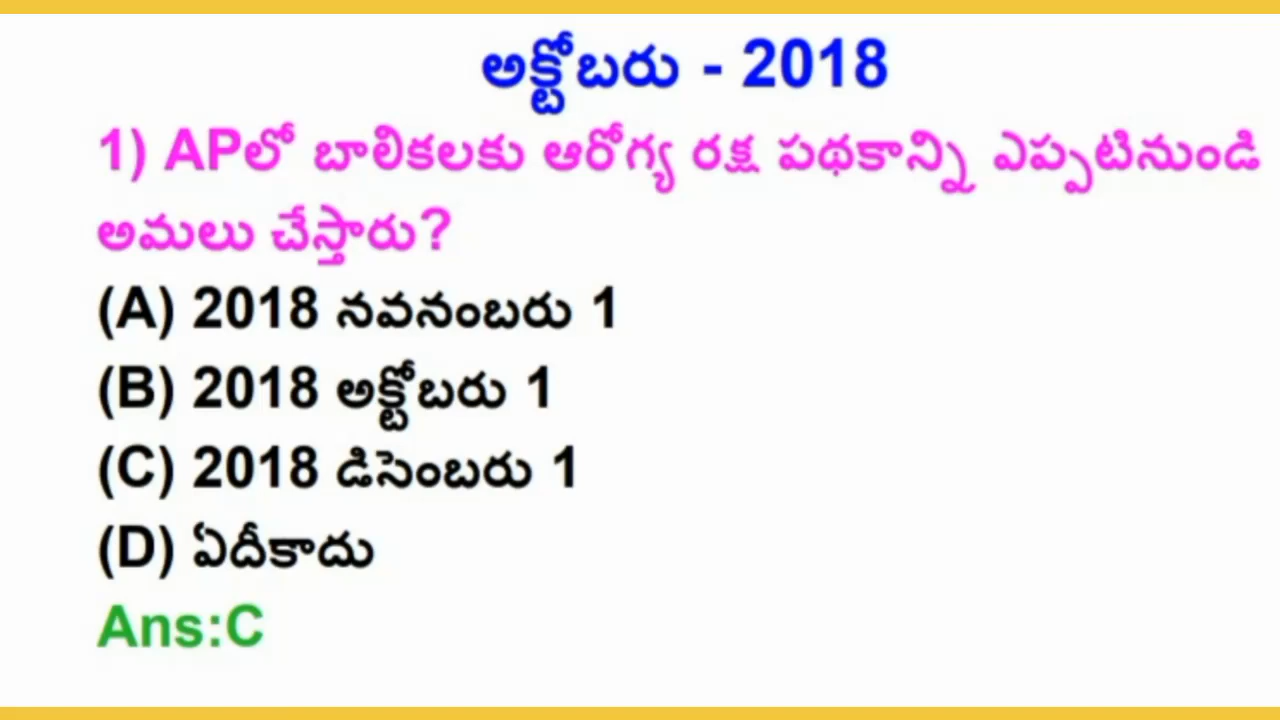 అక్టోబరు - 2018
1) APలో బాలికలకు ఆరోగ్య రక్ష పథకాన్ని ఎప్పటినుండి
అమలు చేస్తారు?
(A) 2018 నవనంబరు 1
(B) 2018 అక్టోబరు 1
(C) 2018 డిసెంబరు 1
(D) ఏదీకాదు
Ans:C